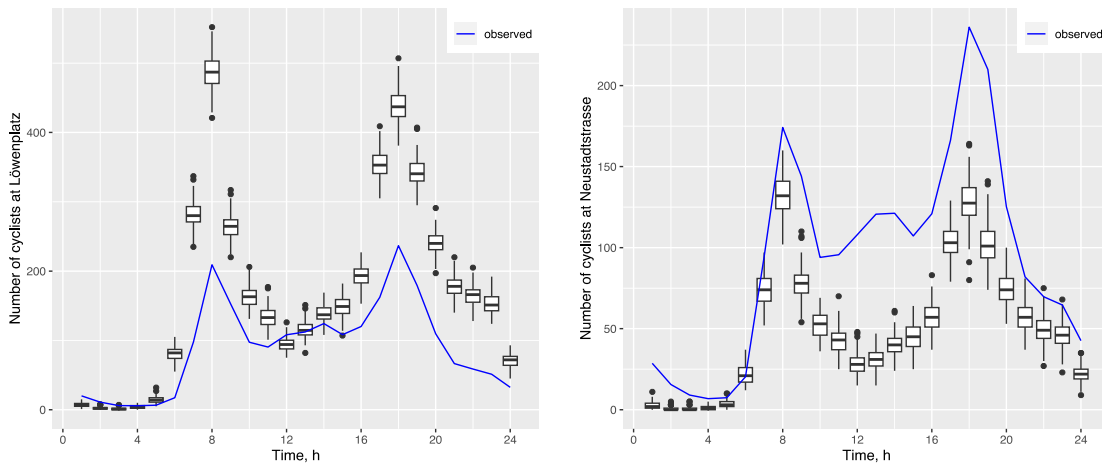 observed
Number of cyclists at Löwenplatz
400
200
0
0 4 8 12 16 20 24
Time, h
observed
Number of cyclists at Neustadtstrasse
200
150
100
50
0
0 4 8 12 16 20 24
Time, h